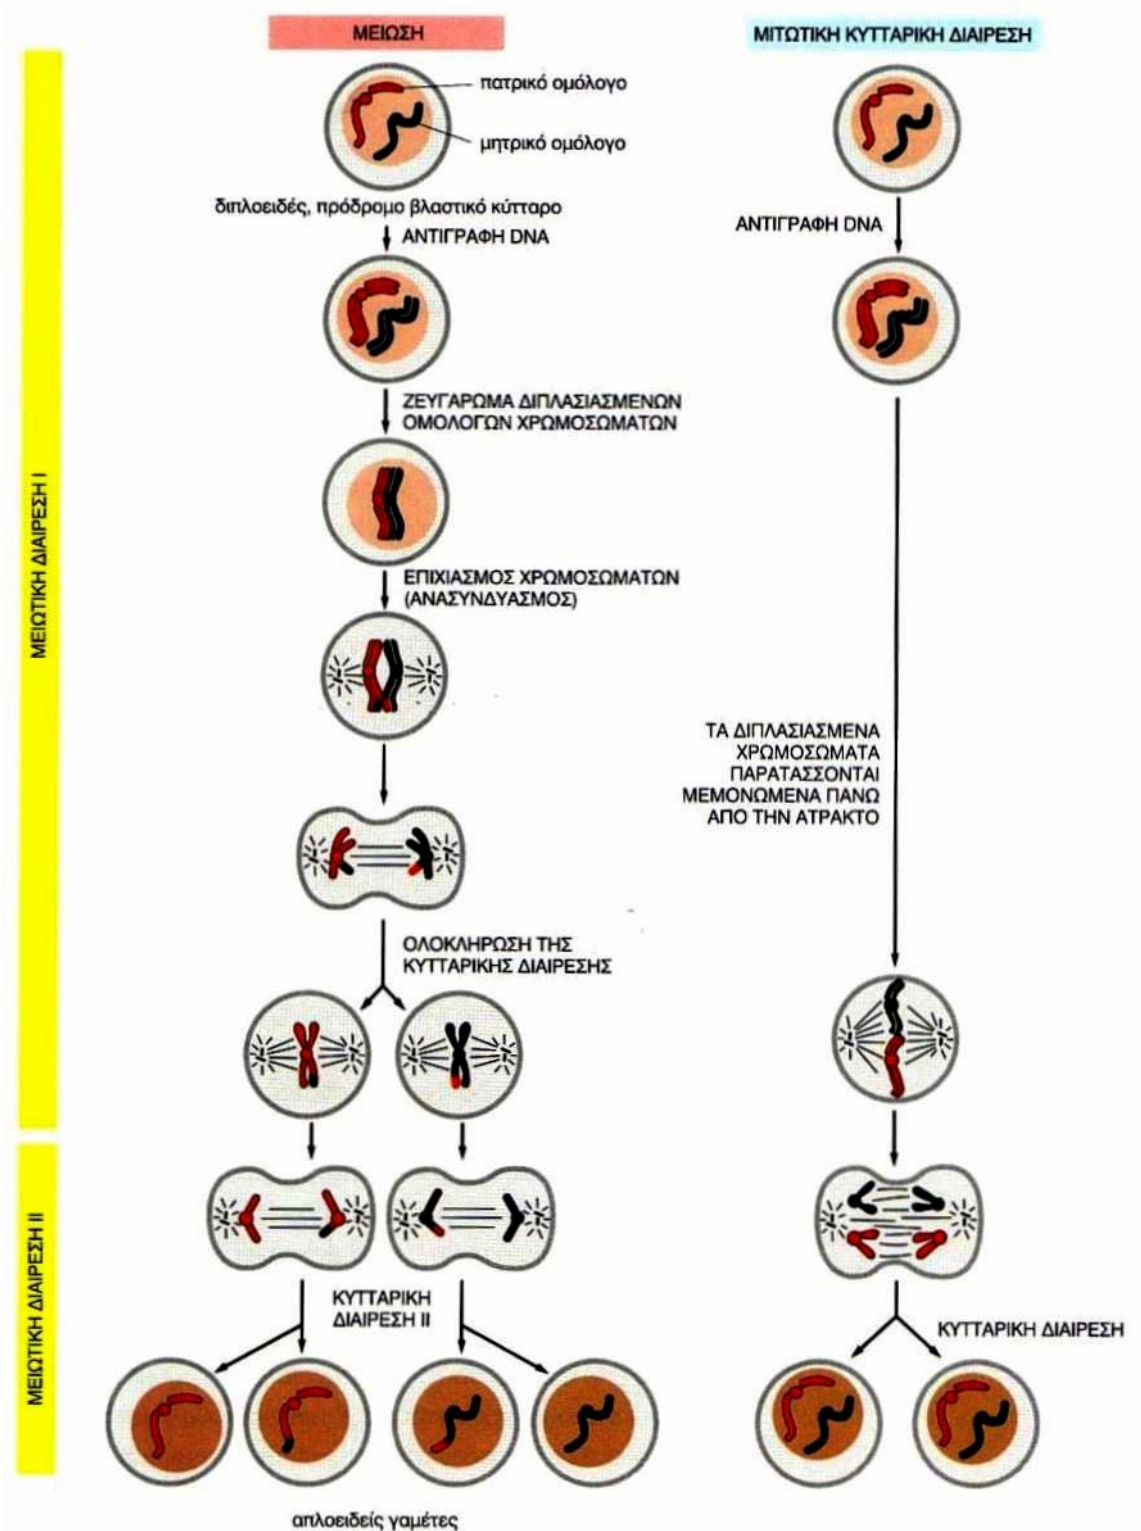 ΜΕΙΩΣΗ
ΜΙΤΩΤΙΚΗ ΚΥΤΤΑΡΙΚΗ ΔΙΑΙΡΕΣΗ
πατρικό ομόλογο
μητρικό ομόλογο
διπλοειδές, πρόδρομο βλαστικό κύτταρο
ΑΝΤΙΓΡΑΦΗ DNA
ΑΝΤΙΓΡΑΦΗ DNA
ΖΕΥΓΑΡΩΜΑ ΔΙΠΛΑΣΙΑΣΜΕΝΩΝ
ΟΜΟΛΟΓΩΝ ΧΡΩΜΟΣΩΜΑΤΩΝ
ΜΕΙΩΤΙΚΗ ΔΙΑΙΡΕΣΗ Ι
ΕΠΙΧΙΑΣΜΟΣ ΧΡΩΜΟΣΩΜΑΤΩΝ
(ΑΝΑΣΥΝΔΥΑΣΜΟΣ)
ΤΑ ΔΙΠΛΑΣΙΑΣΜΕΝΑ
ΧΡΩΜΟΣΩΜΑΤΑ
ΠΑΡΑΤΑΣΣΟΝΤΑΙ
ΜΕΜΟΝΩΜΕΝΑ ΠΑΝΩ
ΑΠΟ ΤΗΝ ΑΤΡΑΚΤΟ
ΟΛΟΚΛΗΡΩΣΗ ΤΗΣ
ΚΥΤΤΑΡΙΚΗΣ ΔΙΑΙΡΕΣΗΣ
ΜΕΙΩΤΙΚΗ ΔΙΑΙΡΕΣΗ ΙΙ
ΚΥΤΤΑΡΙΚΗ
ΔΙΑΙΡΕΣΗ ΙΙ
ΚΥΤΤΑΡΙΚΗ ΔΙΑΙΡΕΣΗ
απλοειδείς γαμέτες